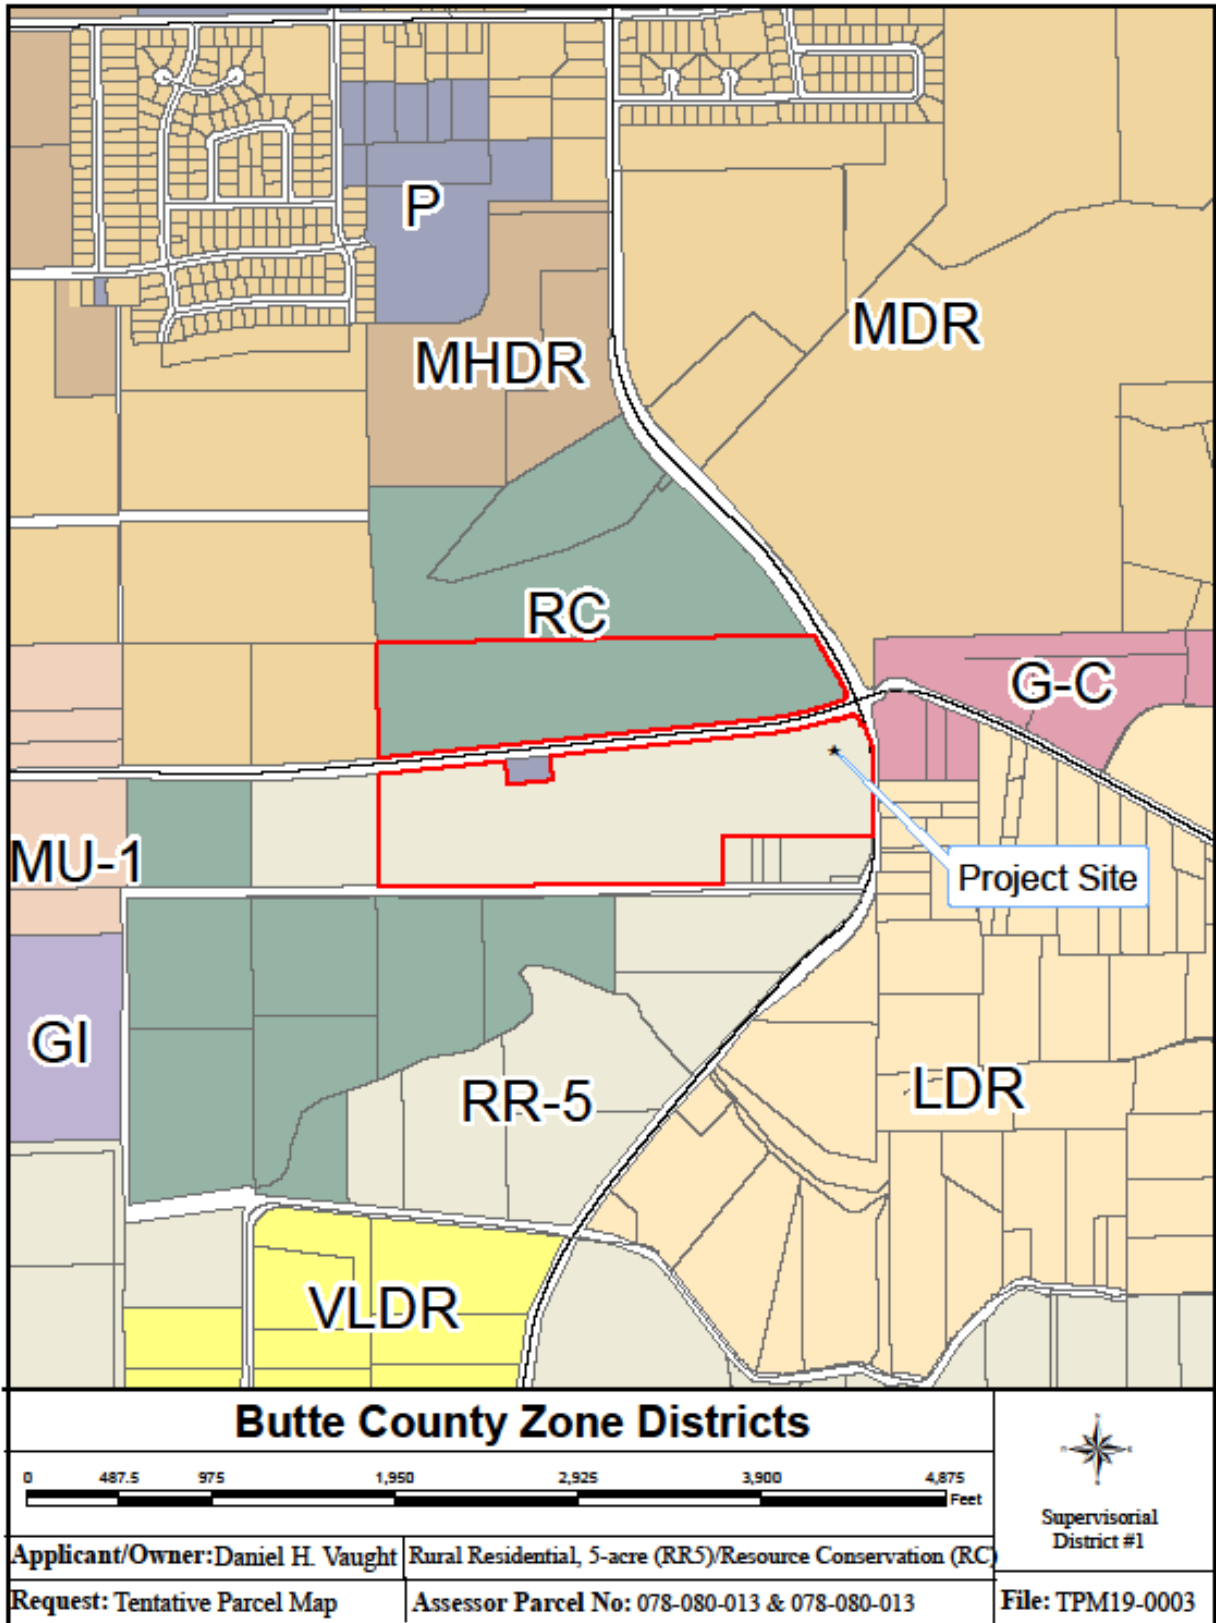 P
MDR
MHDR
RC
G-C
MU-1
Project Site
GI
RR-5
LDR
VLDR
Butte County Zone Districts
0 487.5 975 1,950 2,925 3,900 4,875
Feet
Supervisorial
District #1
Applicant/Owner: Daniel H. Vaught
Rural Residential, 5-acre (RR5)/Resource Conservation (RC)
Request: Tentative Parcel Map
Assessor Parcel No: 078-080-013 & 078-080-013
File: TPM19-0003